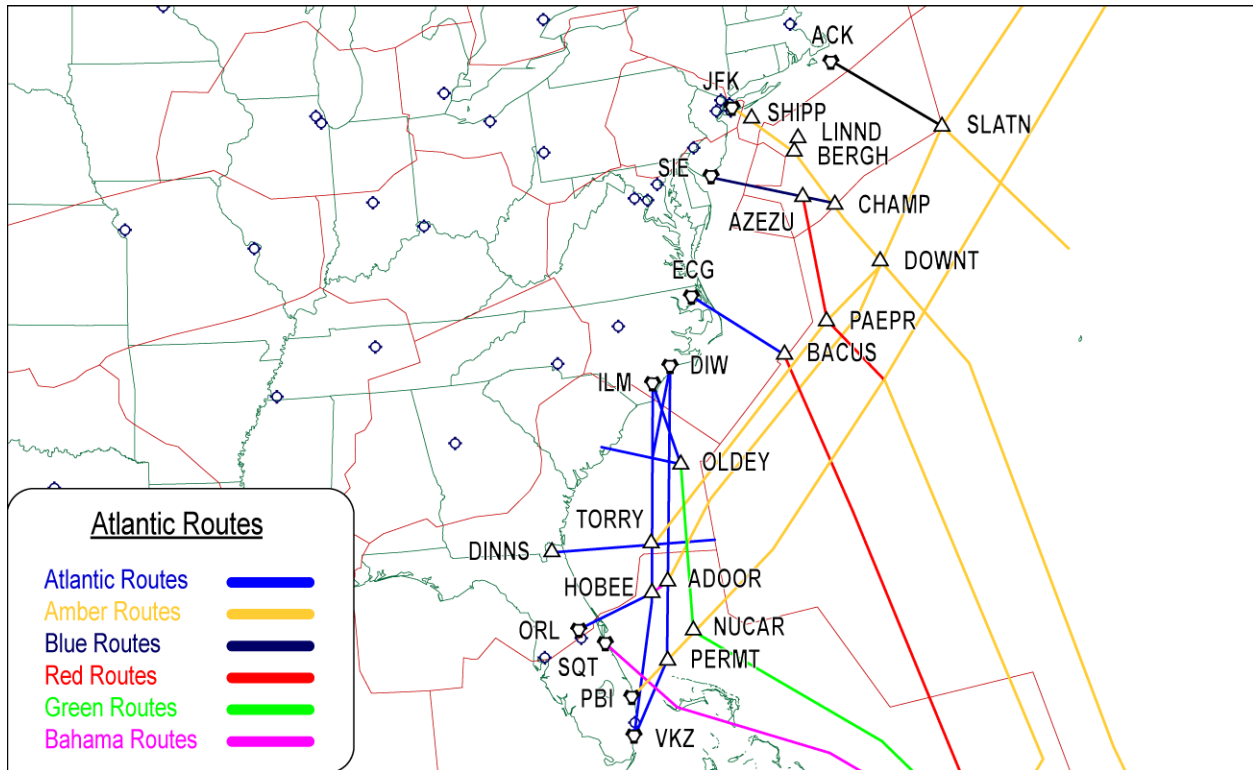 ACK
JFK
SHIPP
LINND
SLATN
BERGH
SIE
AZEZU
CHAMP
DOWNT
ECG
PAEPR
BACUS
DIW
ILM
OLDEY
TORRY
DINNS
HOBEE
ADOOR
ORL
NUCAR
SQT
PERMT
PBI
VKZ
Atlantic Routes
Atlantic Routes
Amber Routes
Blue Routes
Red Routes
Green Routes
Bahama Routes